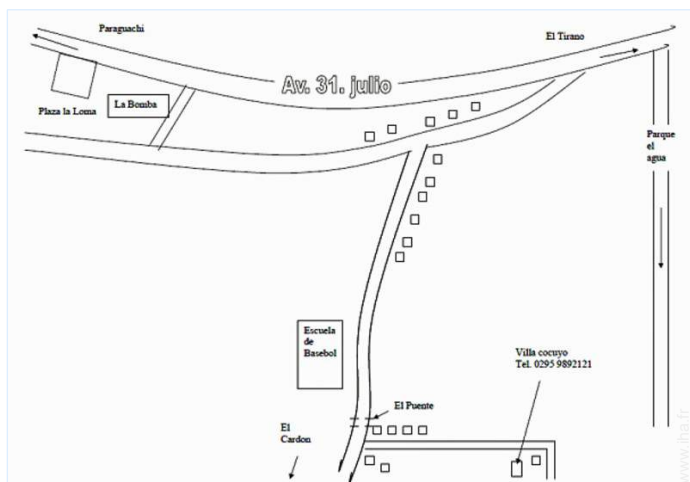 Paraguachi
El Tirano
Av. 31. julio
Plaza la Loma
La Bomba
Parque
el
agua
Escuela
de
Basebol
Villa cocuyo
Tel. 0295 9892121
El Puente
El
Cardon
www.iha.fr